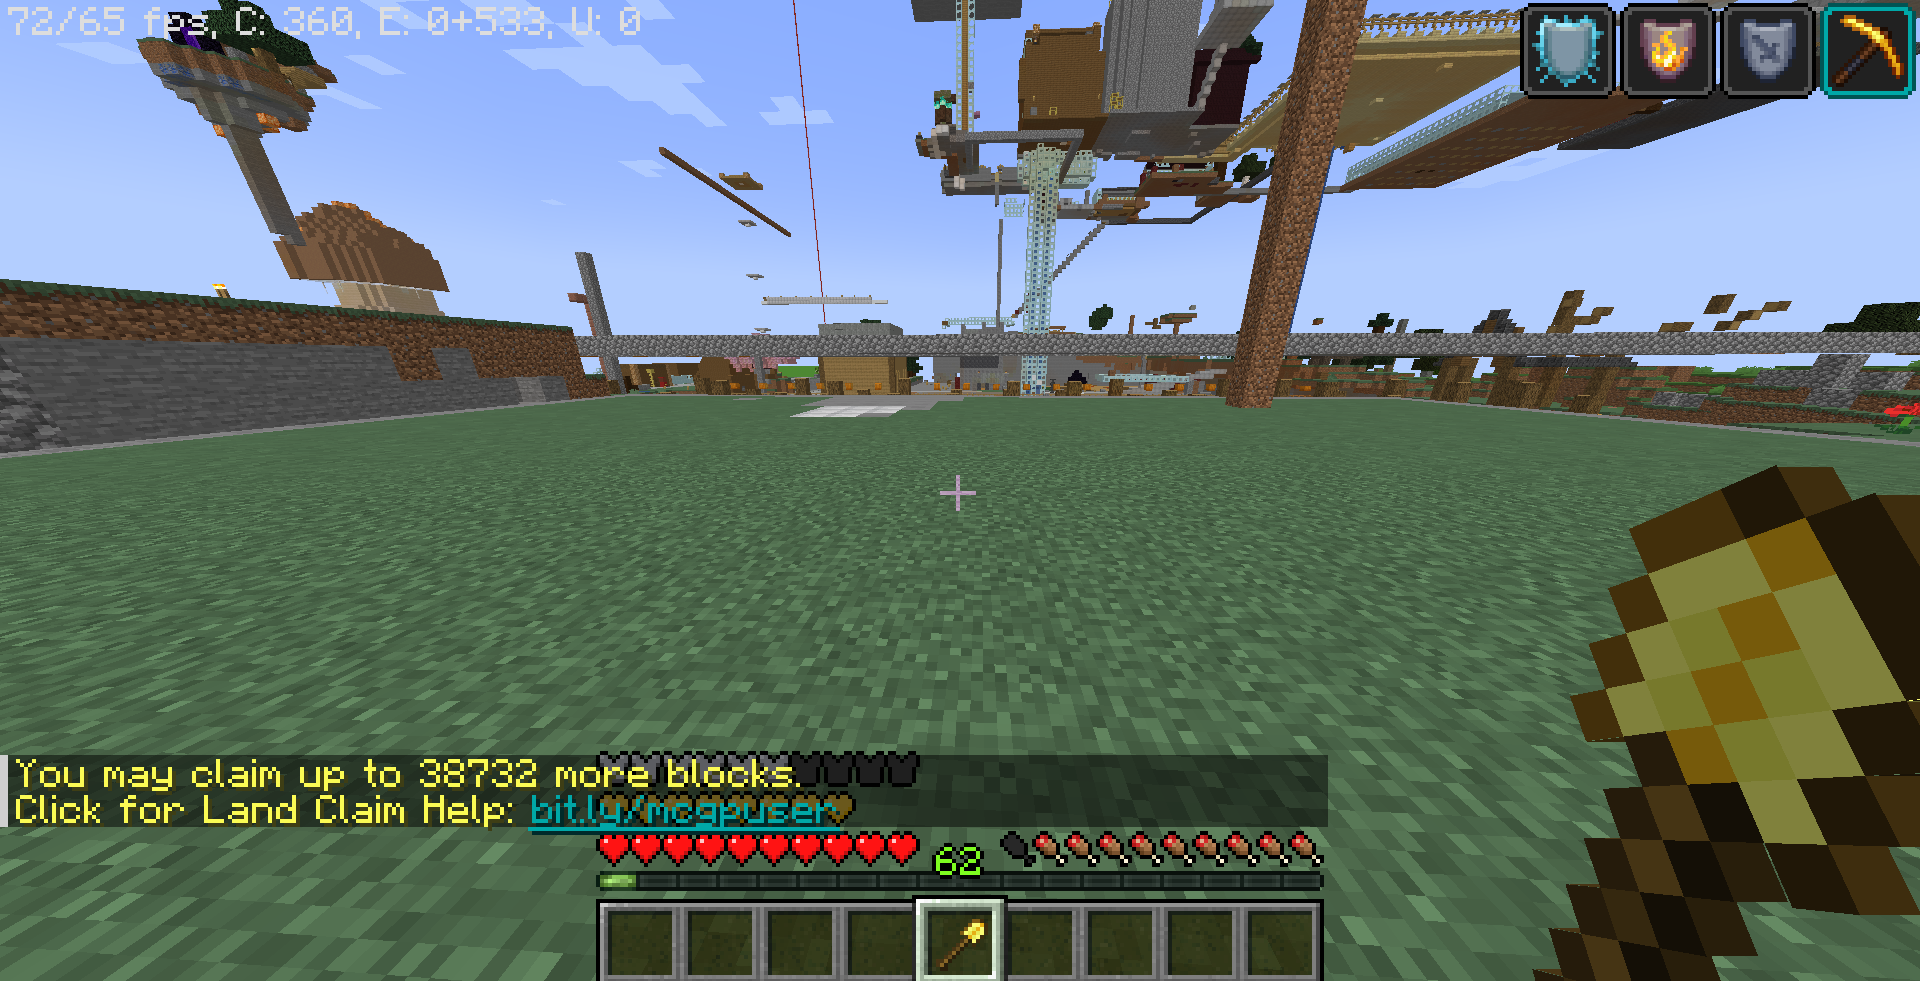 72/65 fps, C: 360, E: 0+533, U: 0
You may claim up to 38732 more blocks.
Click for Land Claim Help: bit.ly/mcgpuser
62